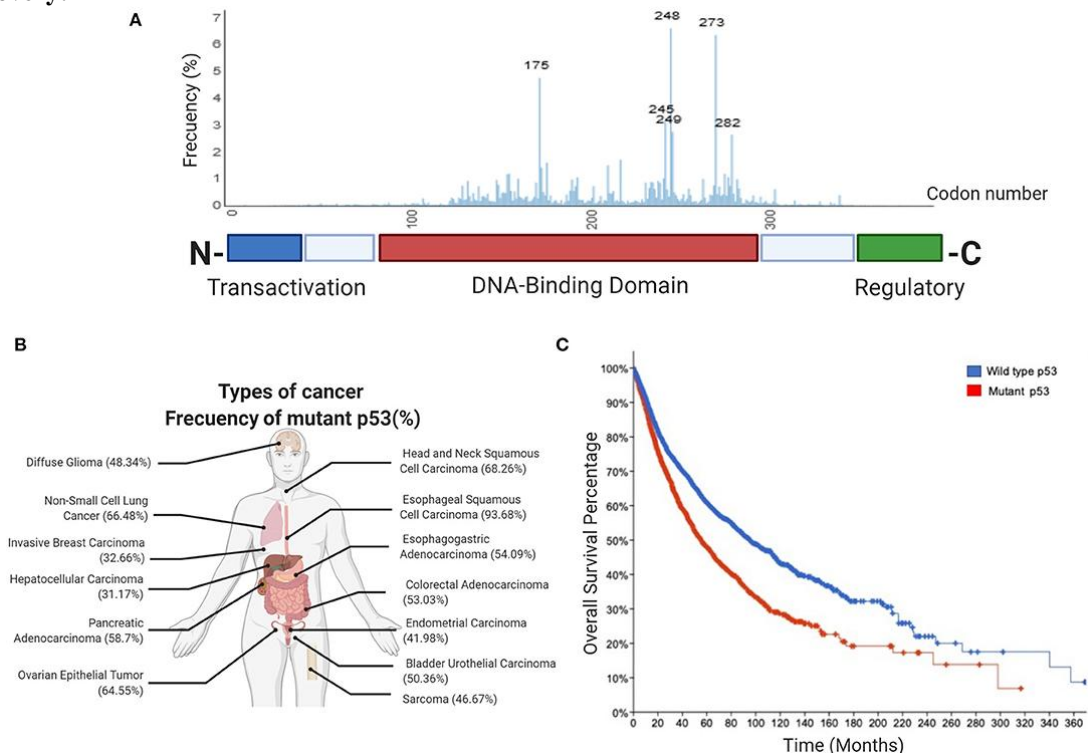 A
Frecuency (%)
7
6
5
4
3
2
1
0
175
248
273
245
249
282
Codon number
0
100
200
300
N-
-C
Transactivation
DNA-Binding Domain
Regulatory
B
Types of cancer
Frecuency of mutant p53(%)
Diffuse Glioma (48.34%)
Non-Small Cell Lung
Cancer (66.48%)
Invasive Breast Carcinoma
(32.66%)
Hepatocellular Carcinoma
(31.17%)
Pancreatic
Adenocarcinoma (58.7%)
Ovarian Epithelial Tumor
(64.55%)
Head and Neck Squamous
Cell Carcinoma (68.26%)
Esophageal Squamous
Cell Carcinoma (93.68%)
Esophagogastric
Adenocarcinoma (54.09%)
Colorectal Adenocarcinoma
(53.03%)
Endometrial Carcinoma
(41.98%)
Bladder Urothelial Carcinoma
(50.36%)
Sarcoma (46.67%)
C
Wild type p53
Mutant p53
Overall Survival Percentage
100%
90%
80%
70%
60%
50%
40%
30%
20%
10%
0%
0 20 40 60 80 100 120 140 160 180 200 220 240 260 280 300 320 340 360
Time (Months)